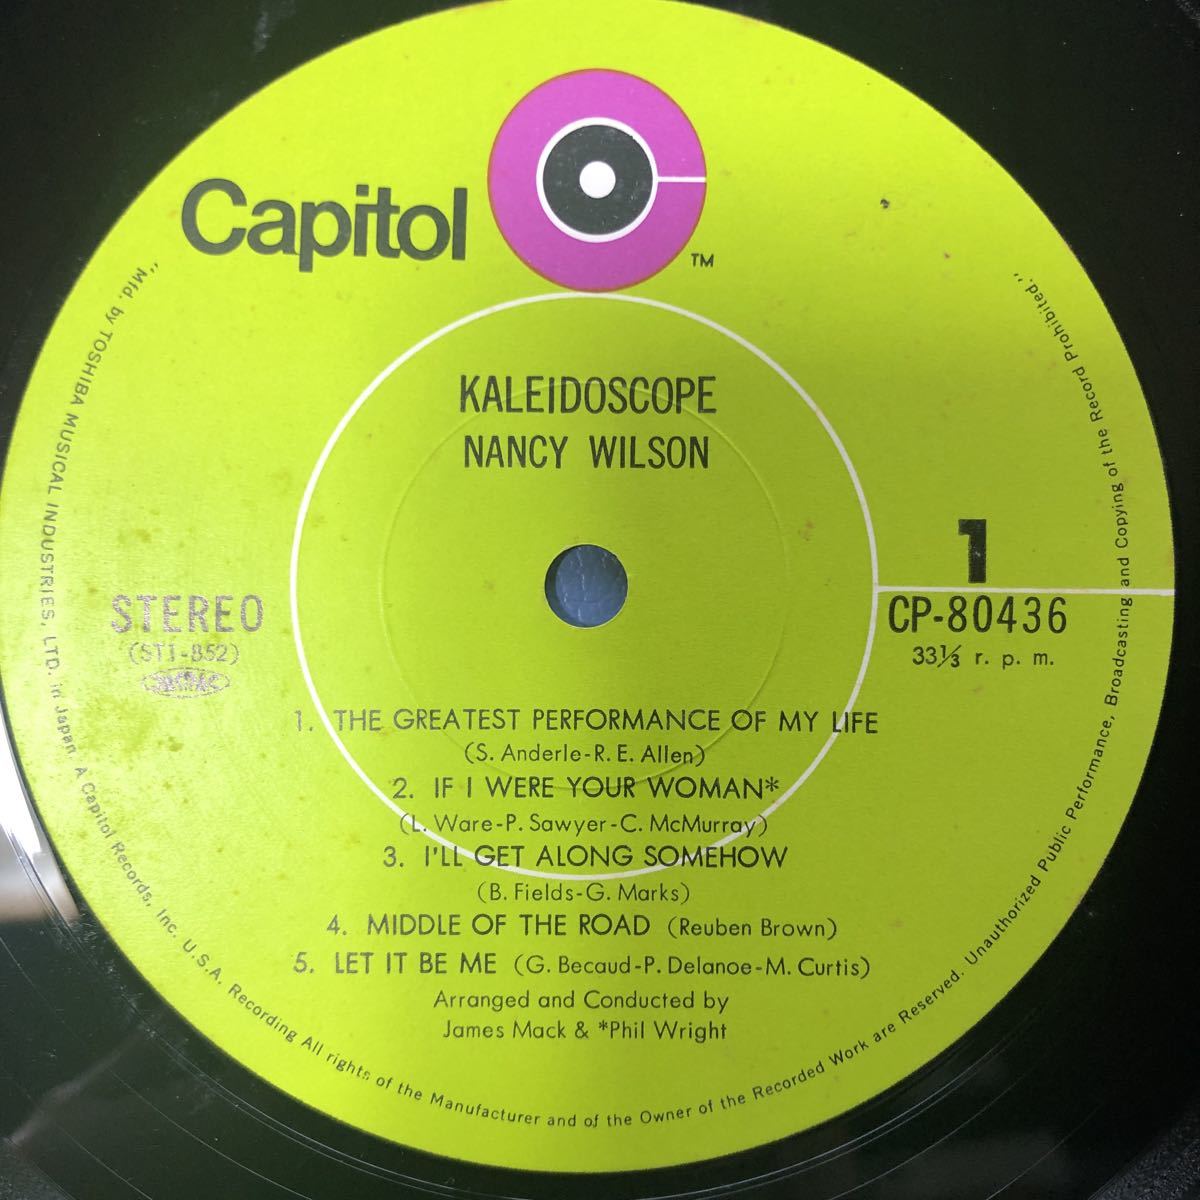 Capitol
TM
KALEIDOSCOPE
NANCY WILSON
1
CP-80436
33⅓ r. p. m.
STEREO
(ST1-852)
1. THE GREATEST PERFORMANCE OF MY LIFE
(S. Anderle-R. E. Allen)
2. IF I WERE YOUR WOMAN*
(L. Ware-P. Sawyer-C. McMurray)
3. I'LL GET ALONG SOMEHOW
(B. Fields-G. Marks)
4. MIDDLE OF THE ROAD (Reuben Brown)
5. LET IT BE ME (G. Becaud-P. Delanoe-M. Curtis)
Arranged and Conducted by
James Mack & *Phil Wright
"Mfd. by TOSHIBA MUSICAL INDUSTRIES, LTD. in Japan. A Capitol Records, Inc. U.S.A. Recording All rights of the Manufacturer and of the Owner of the Recorded Work are Reserved. Unauthorized Public Performance, Broadcasting and Copying of the Record Prohibited."